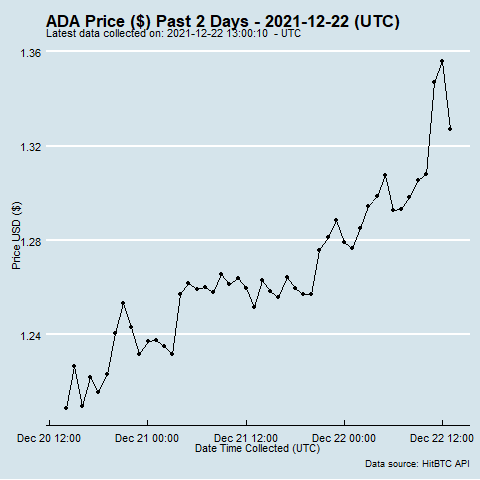 ADA Price ($) Past 2 Days - 2021-12-22 (UTC)
Latest data collected on: 2021-12-22 13:00:10  - UTC
1.36
1.32
1.28
1.24
Price USD ($)
Dec 20 12:00 Dec 21 00:00 Dec 21 12:00 Dec 22 00:00 Dec 22 12:00
Date Time Collected (UTC)
Data source: HitBTC API